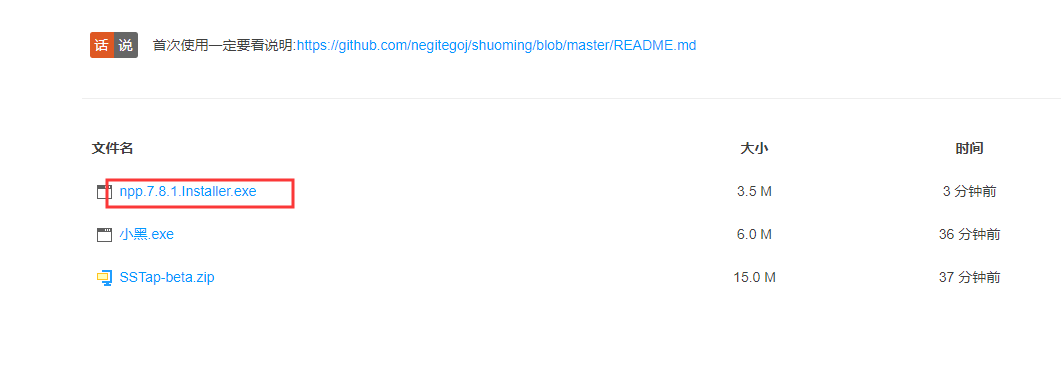 话说 首次使用一定要看说明:https://github.com/negitegoj/shuoming/blob/master/README.md
文件名 大小 时间
npp.7.8.1.Installer.exe 3.5 M 3 分钟前
小黑.exe 6.0 M 36 分钟前
SSTap-beta.zip 15.0 M 37 分钟前